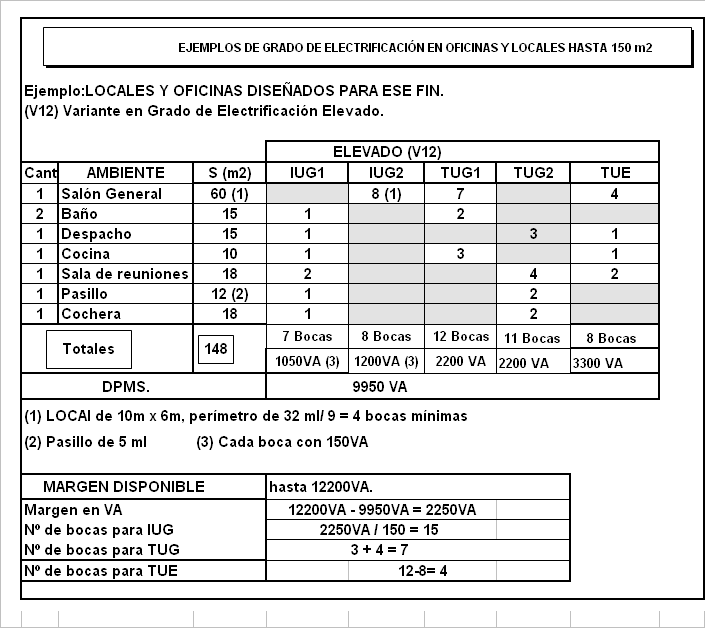 EJEMPLOS DE GRADO DE ELECTRIFICACIÓN EN OFICINAS Y LOCALES HASTA 150 m2
Ejemplo:LOCALES Y OFICINAS DISEÑADOS PARA ESE FIN.
(V12) Variante en Grado de Electrificación Elevado.
ELEVADO (V12)
Cant AMBIENTE S (m2) IUG1 IUG2 TUG1 TUG2 TUE
1 Salón General 60 (1) 8 (1) 7 4
2 Baño 15 1 2
1 Despacho 15 1 3 1
1 Cocina 10 1 3 1
1 Sala de reuniones 18 2 4 2
1 Pasillo 12 (2) 1 2
1 Cochera 18 1 2
Totales 148 7 Bocas 8 Bocas 12 Bocas 11 Bocas 8 Bocas
1050VA (3) 1200VA (3) 2200 VA 2200 VA 3300 VA
DPMS. 9950 VA
(1) LOCAl de 10m x 6m, perímetro de 32 ml/ 9 = 4 bocas mínimas
(2) Pasillo de 5 ml (3) Cada boca con 150VA
MARGEN DISPONIBLE hasta 12200VA.
Margen en VA 12200VA - 9950VA = 2250VA
Nº de bocas para IUG 2250VA / 150 = 15
Nº de bocas para TUG 3 + 4 = 7
Nº de bocas para TUE 12-8= 4